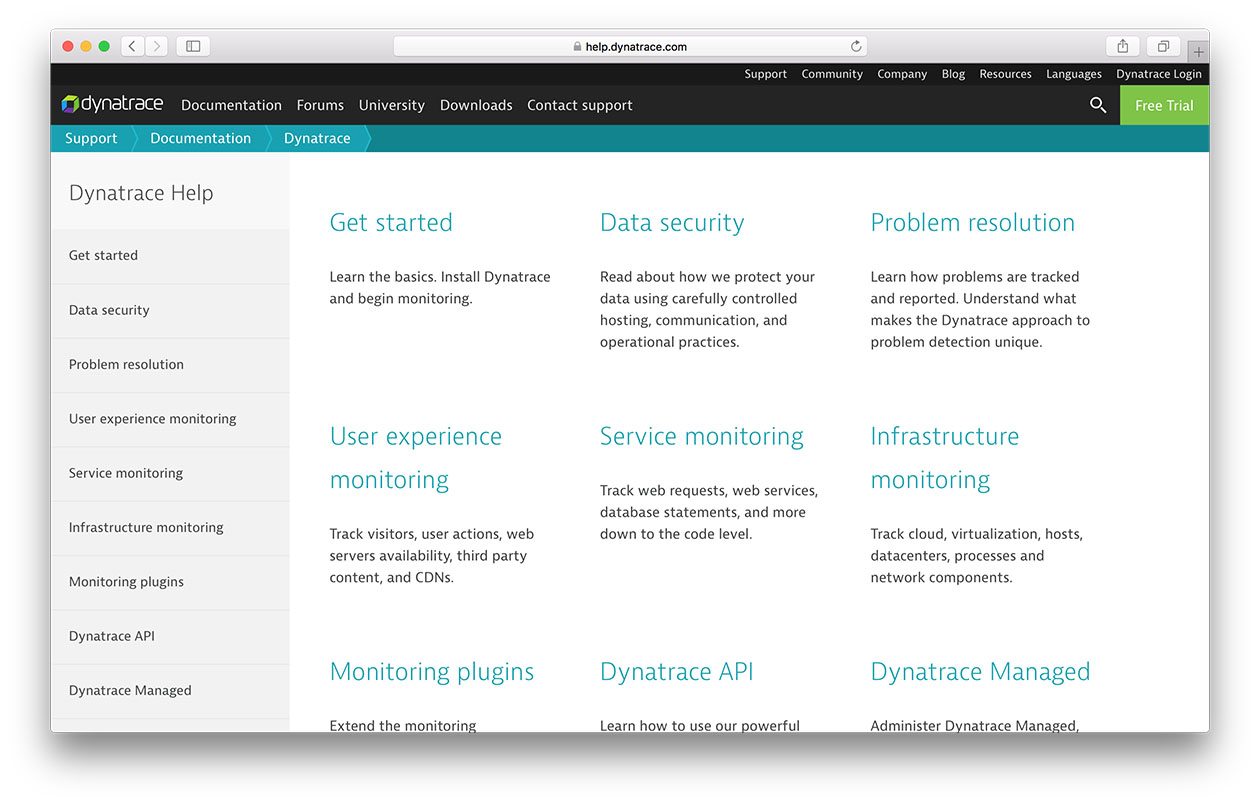 help.dynatrace.com
Support Community Company Blog Resources Languages Dynatrace Login
dynatrace Documentation Forums University Downloads Contact support Free Trial
Support Documentation Dynatrace
Dynatrace Help
Get started
Data security
Problem resolution
User experience monitoring
Service monitoring
Infrastructure monitoring
Monitoring plugins
Dynatrace API
Dynatrace Managed
Get started
Learn the basics. Install Dynatrace
and begin monitoring.
Data security
Read about how we protect your
data using carefully controlled
hosting, communication, and
operational practices.
Problem resolution
Learn how problems are tracked
and reported. Understand what
makes the Dynatrace approach to
problem detection unique.
User experience
monitoring
Track visitors, user actions, web
servers availability, third party
content, and CDNs.
Service monitoring
Track web requests, web services,
database statements, and more
down to the code level.
Infrastructure
monitoring
Track cloud, virtualization, hosts,
datacenters, processes and
network components.
Monitoring plugins
Extend the monitoring
Dynatrace API
Learn how to use our powerful
Dynatrace Managed
Administer Dynatrace Managed,